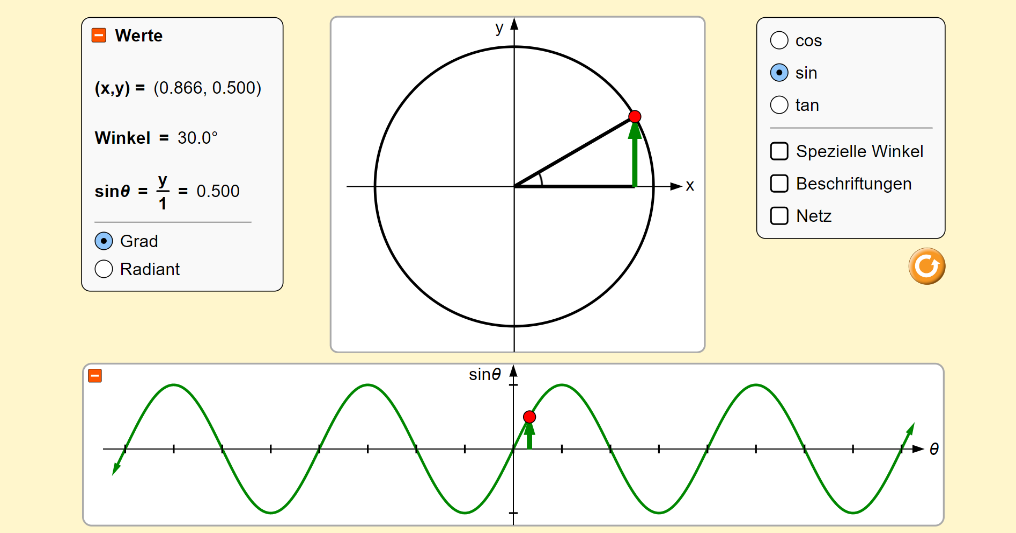 Werte
(x,y) = (0.866, 0.500)
Winkel = 30.0°
sinθ = y/1 = 0.500
Grad
Radiant
y
x
cos
sin
tan
Spezielle Winkel
Beschriftungen
Netz
sinθ
θ